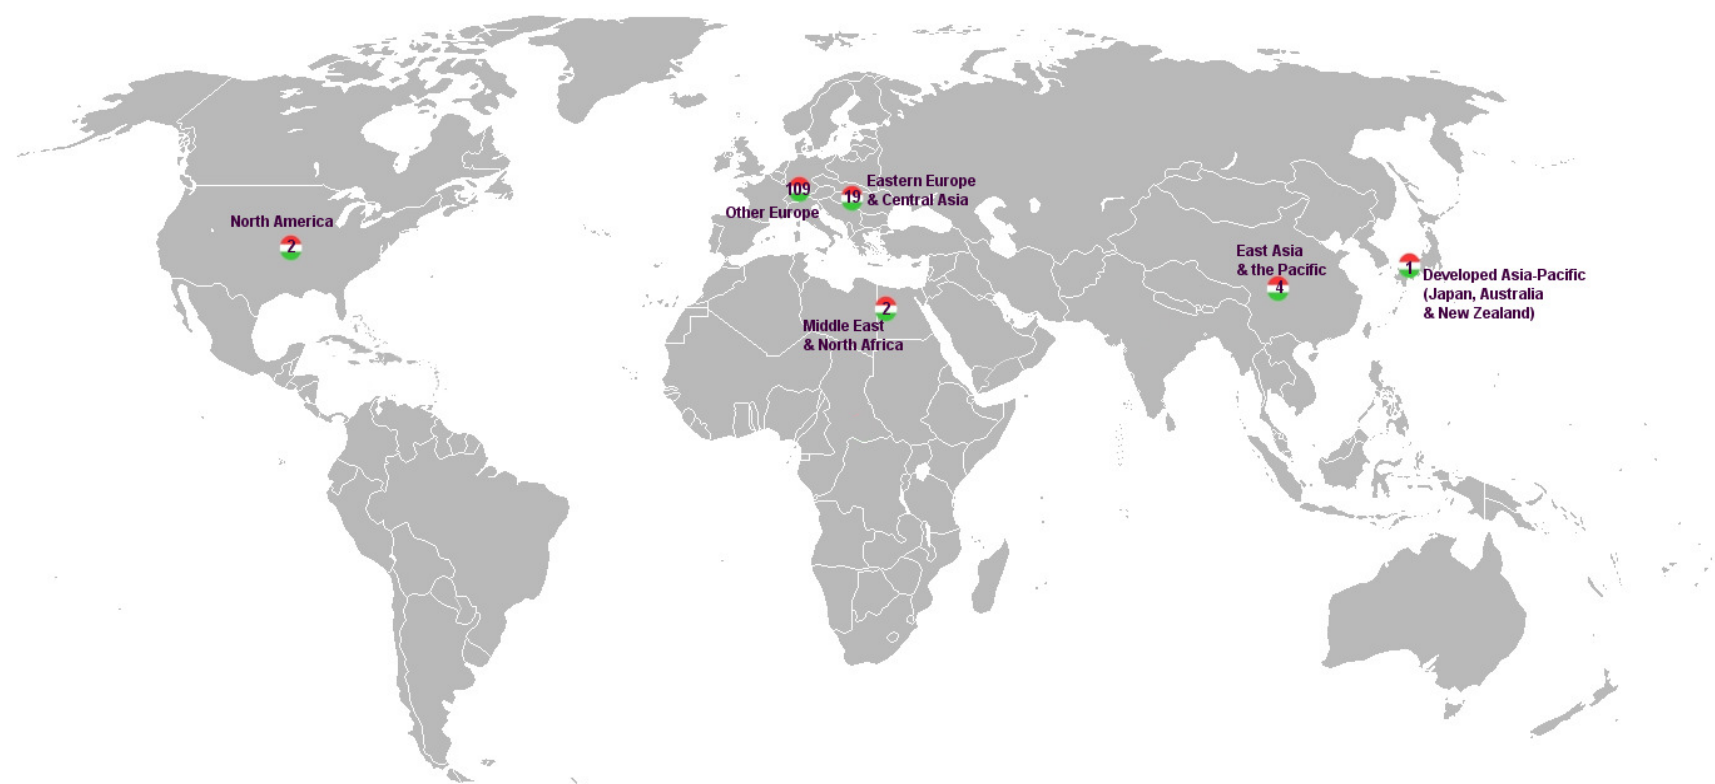 109
19
Eastern Europe
& Central Asia
Other Europe
North America
2
East Asia
& the Pacific
4
1
Developed Asia-Pacific
(Japan, Australia
& New Zealand)
2
Middle East
& North Africa